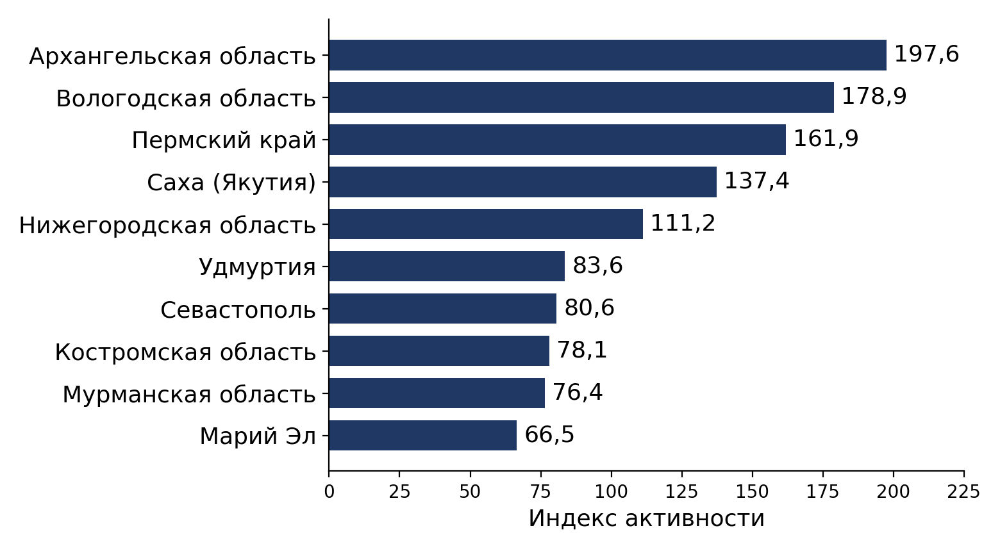 Архангельская область 197,6
Вологодская область 178,9
Пермский край 161,9
Саха (Якутия) 137,4
Нижегородская область 111,2
Удмуртия 83,6
Севастополь 80,6
Костромская область 78,1
Мурманская область 76,4
Марий Эл 66,5
0 25 50 75 100 125 150 175 200 225
Индекс активности